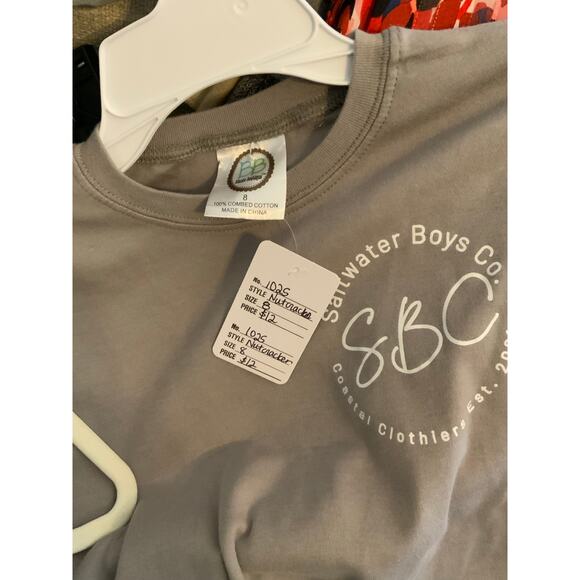 BB
8
100% COMBED COTTON
MADE IN CHINA
No. 1025
STYLE Nutcracker
SIZE 8
PRICE $12
No. 1025
STYLE Nutcracker
SIZE 8
PRICE $12
Saltwater Boys Co.
SBC
Coastal Clothiers Est.